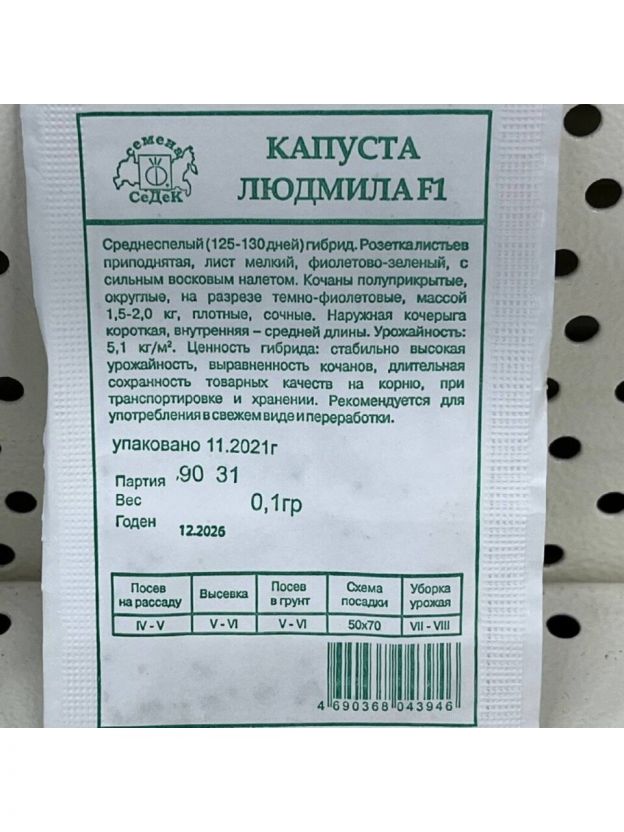 семена
СеДеК
КАПУСТА
ЛЮДМИЛА F1
Среднеспелый (125-130 дней) гибрид. Розетка листьев
приподнятая, лист мелкий, фиолетово-зеленый, с
сильным восковым налетом. Кочаны полуприкрытые,
округлые, на разрезе темно-фиолетовые, массой
1,5-2,0 кг, плотные, сочные. Наружная кочерыга
короткая, внутренняя – средней длины. Урожайность:
5,1 кг/м². Ценность гибрида: стабильно высокая
урожайность, выравненность кочанов, длительная
сохранность товарных качеств на корню, при
транспортировке и хранении. Рекомендуется для
употребления в свежем виде и переработки.
упаковано 11.2021г
Партия 90 31
Вес 0,1гр
Годен 12.2026
Посев на рассаду Высевка Посев в грунт Схема посадки Уборка урожая
IV - V V - VI V - VI 50х70 VII - VIII
4 690368 043946